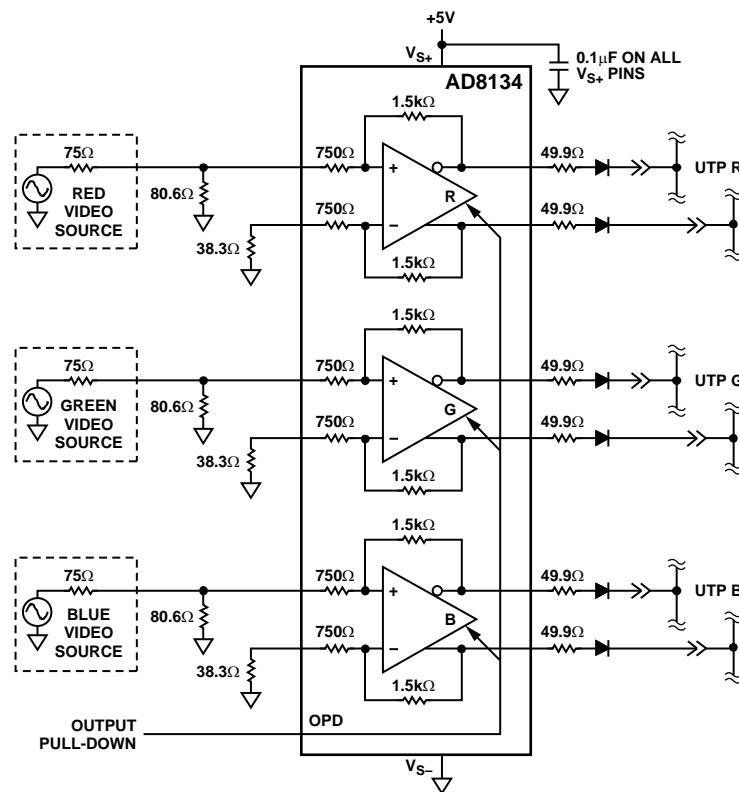 +5V
VS+
0.1μF ON ALL
VS+ PINS
AD8134
1.5kΩ
75Ω
750Ω
49.9Ω
+
UTP R
RED
VIDEO
SOURCE
80.6Ω
R
750Ω
49.9Ω
−
38.3Ω
1.5kΩ
1.5kΩ
75Ω
750Ω
49.9Ω
+
UTP G
GREEN
VIDEO
SOURCE
80.6Ω
G
750Ω
49.9Ω
−
38.3Ω
1.5kΩ
1.5kΩ
75Ω
750Ω
49.9Ω
+
UTP B
BLUE
VIDEO
SOURCE
80.6Ω
B
750Ω
49.9Ω
−
38.3Ω
1.5kΩ
OUTPUT
PULL-DOWN
OPD
VS−